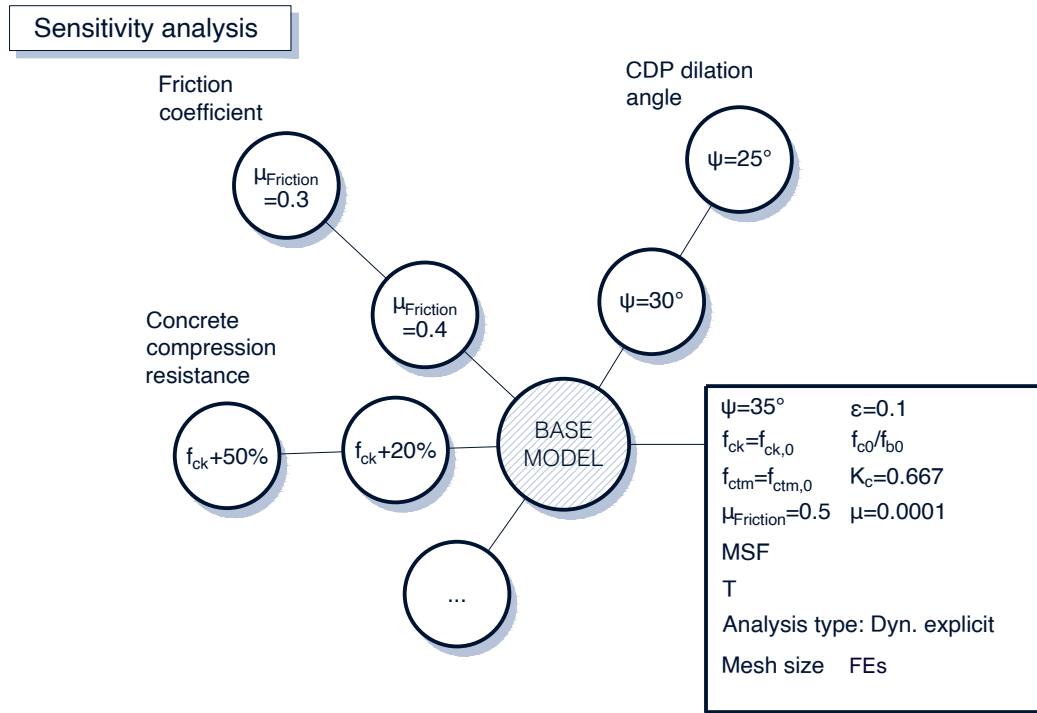 Sensitivity analysis
Friction
coefficient
μFriction
=0.3
μFriction
=0.4
CDP dilation
angle
ψ=25°
ψ=30°
Concrete
compression
resistance
fck+50%
fck+20%
BASE
MODEL
...
ψ=35° ε=0.1
fck=fck,0 fc0/fb0
fctm=fctm,0 Kc=0.667
μFriction=0.5 μ=0.0001
MSF
T
Analysis type: Dyn. explicit
Mesh size FEs